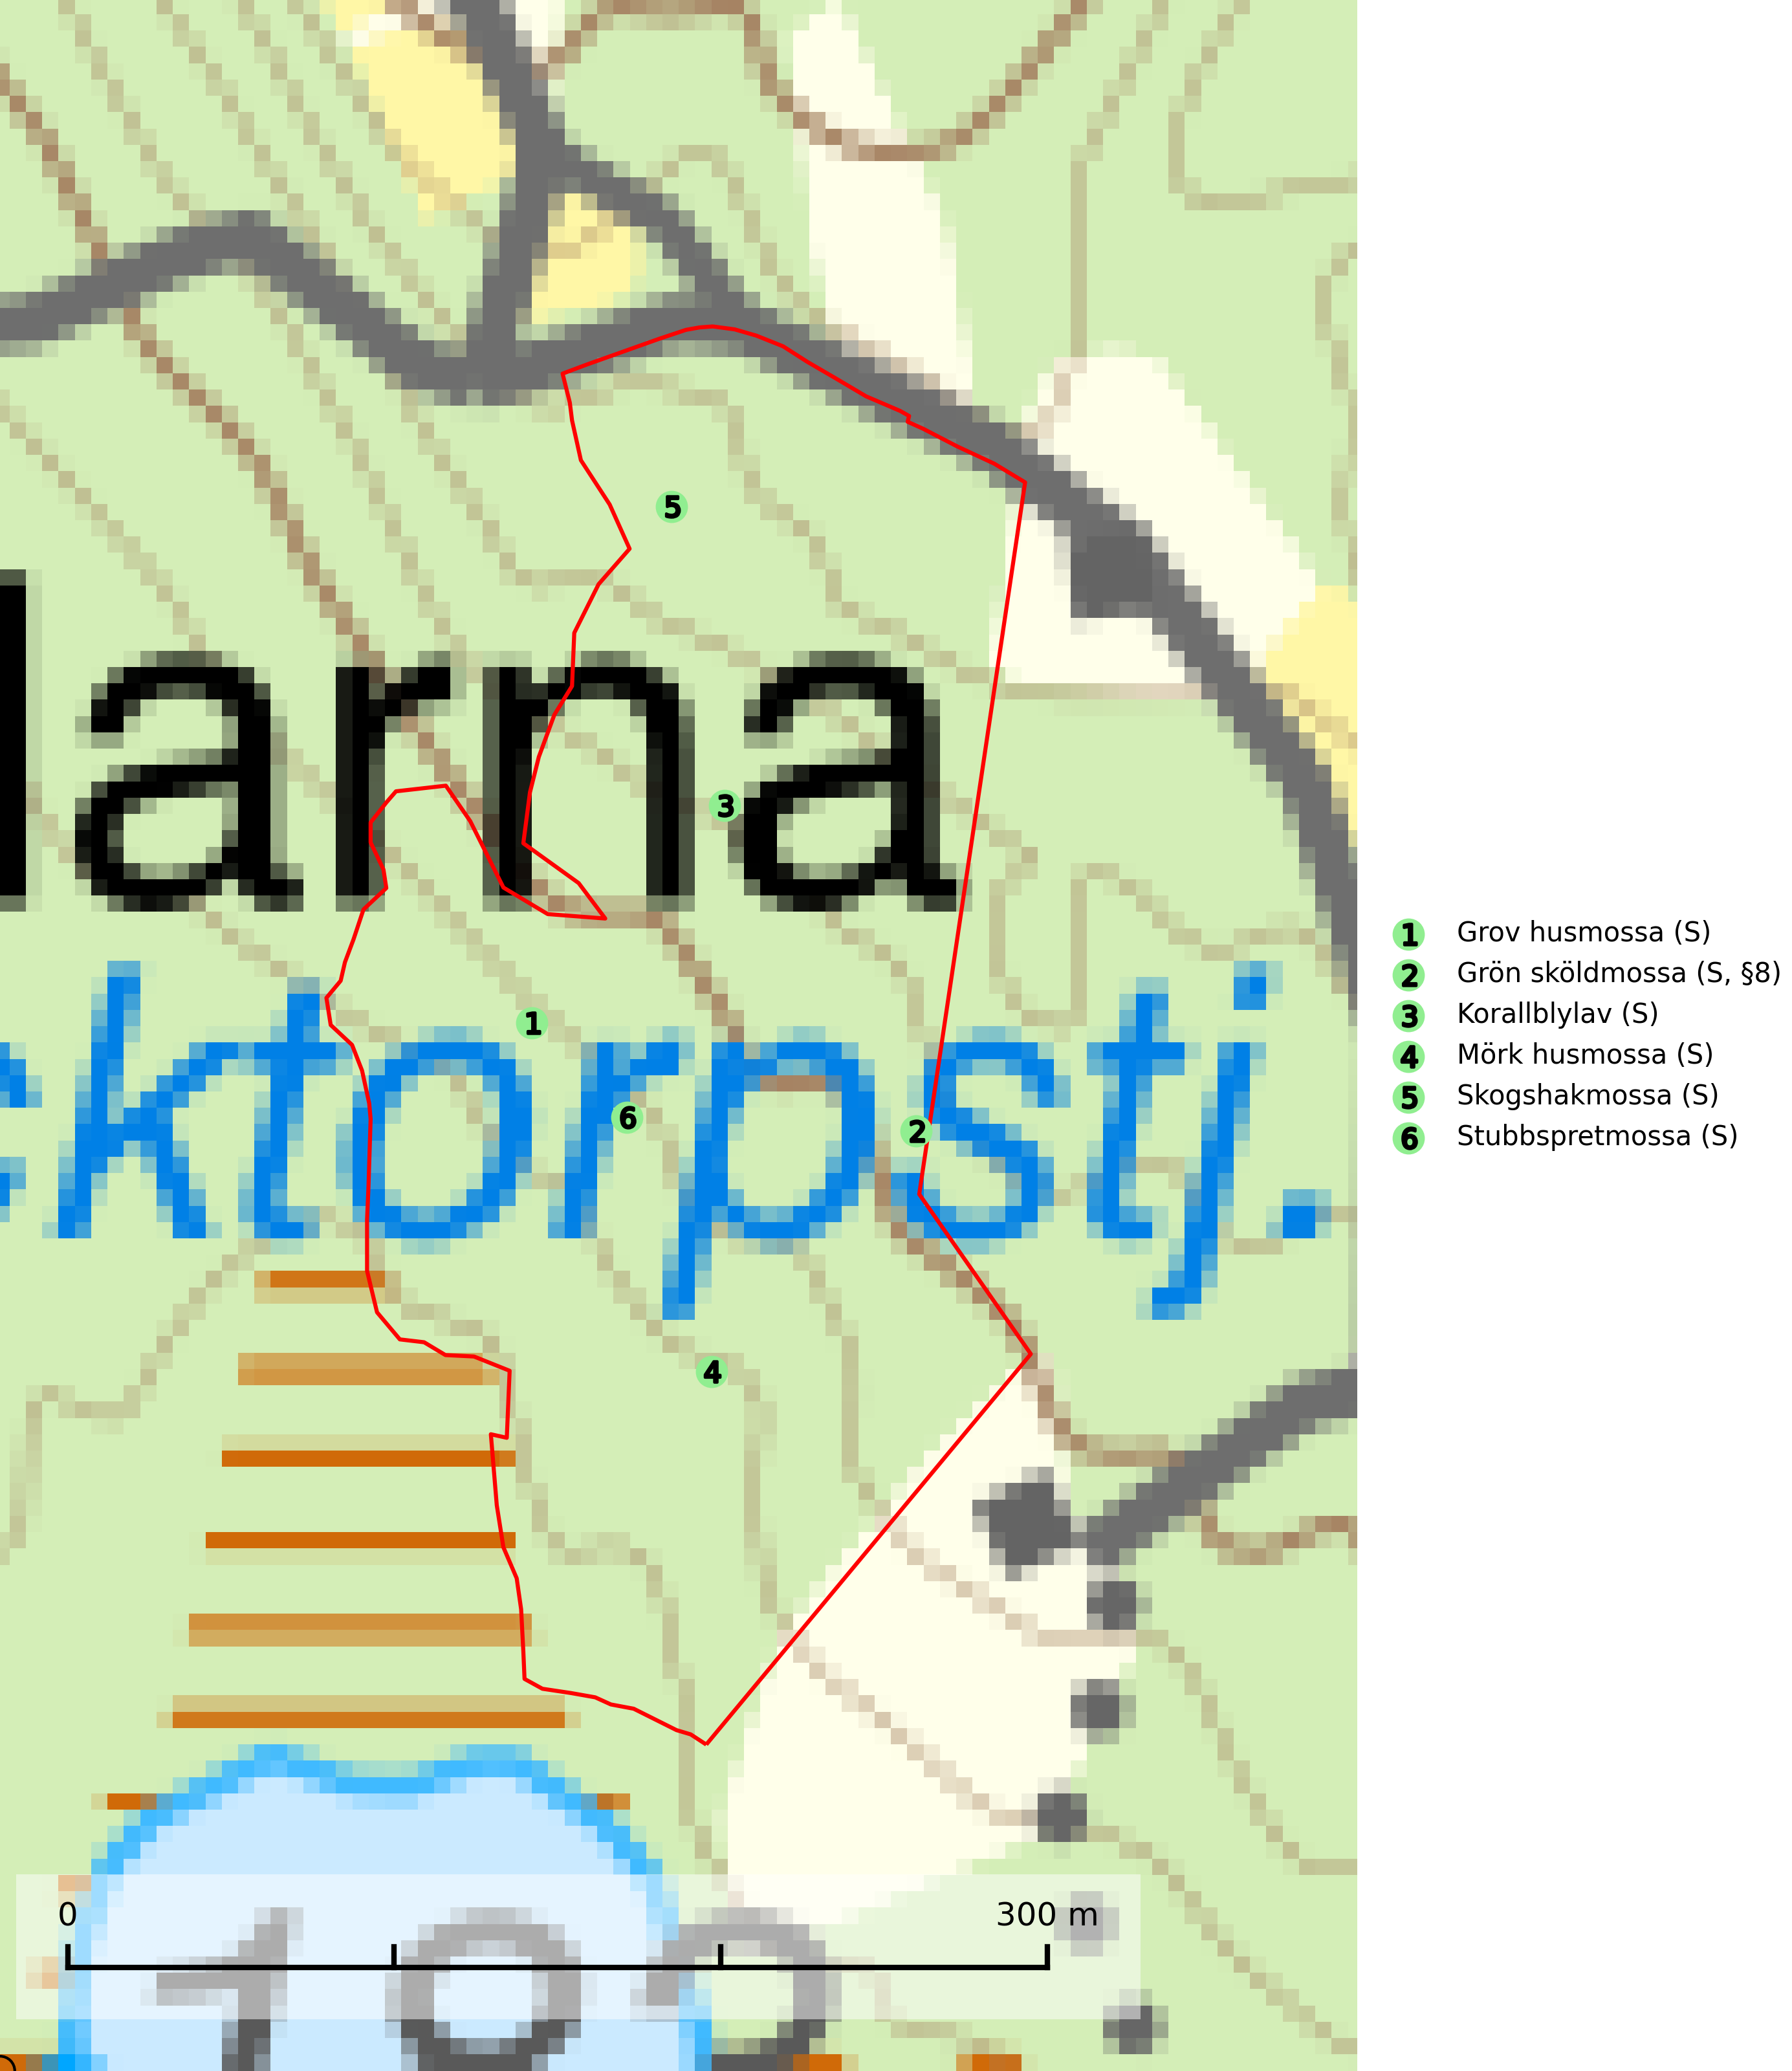 5
larna
3
1
ktorpstj.
6
2
4
0 300 m
1 Grov husmossa (S)
2 Grön sköldmossa (S, §8)
3 Korallblylav (S)
4 Mörk husmossa (S)
5 Skogshakmossa (S)
6 Stubbspretmossa (S)